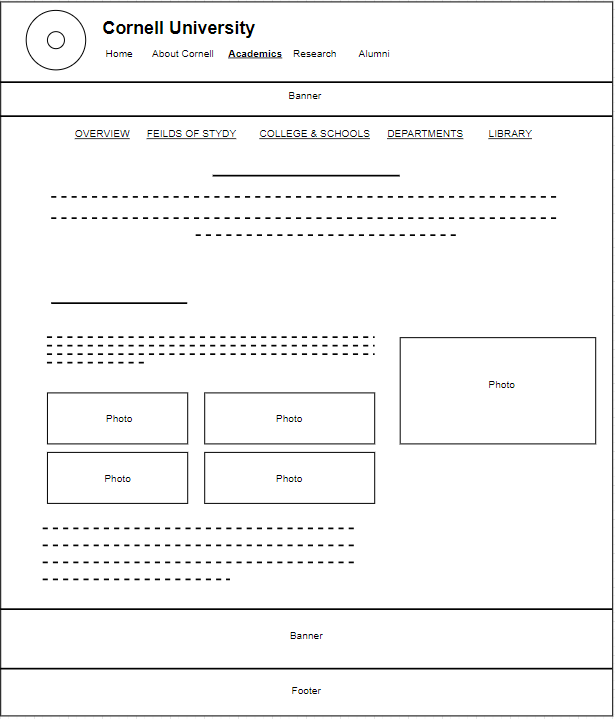 Cornell University
Home About Cornell Academics Research Alumni
Banner
OVERVIEW FEILDS OF STYDY COLLEGE & SCHOOLS DEPARTMENTS LIBRARY
Photo
Photo Photo
Photo Photo
Banner
Footer